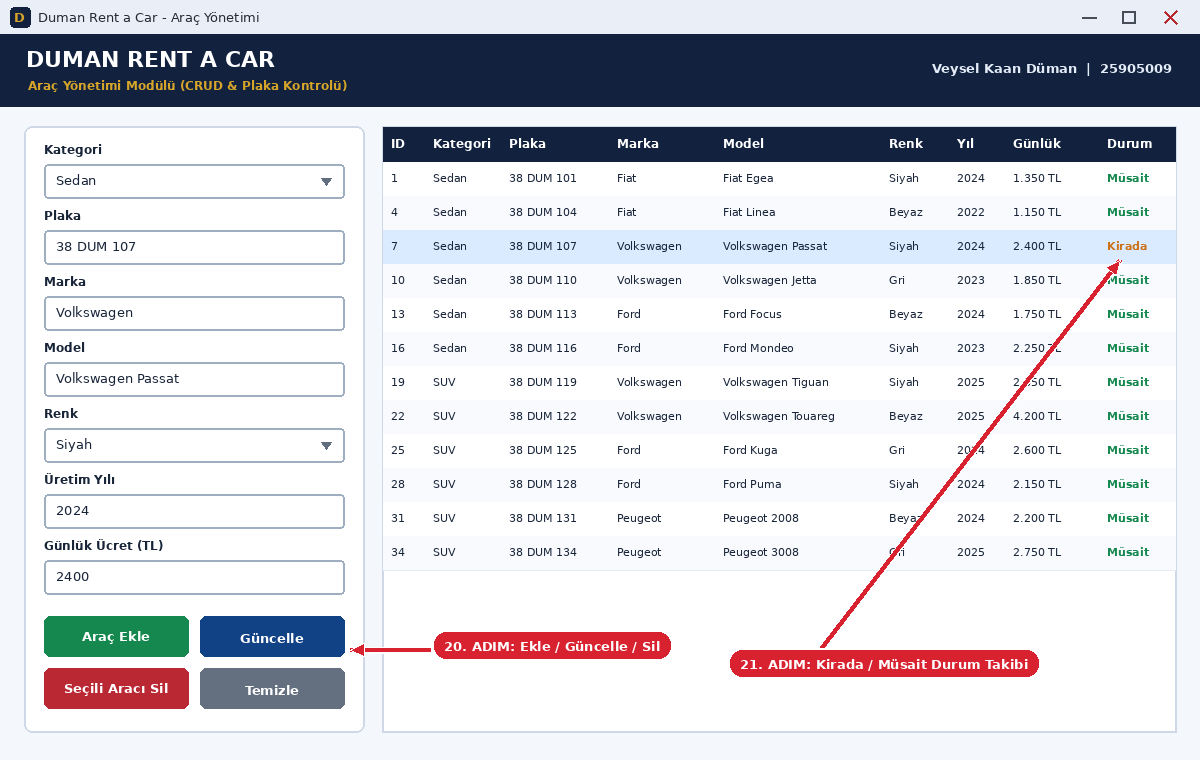 D Duman Rent a Car - Araç Yönetimi
DUMAN RENT A CAR
Araç Yönetimi Modülü (CRUD & Plaka Kontrolü)
Veysel Kaan Düman | 25905009
Kategori
Sedan
Plaka
38 DUM 107
Marka
Volkswagen
Model
Volkswagen Passat
Renk
Siyah
Üretim Yılı
2024
Günlük Ücret (TL)
2400
Araç Ekle Güncelle
Seçili Aracı Sil Temizle
ID Kategori Plaka Marka Model Renk Yıl Günlük Durum
1 Sedan 38 DUM 101 Fiat Fiat Egea Siyah 2024 1.350 TL Müsait
4 Sedan 38 DUM 104 Fiat Fiat Linea Beyaz 2022 1.150 TL Müsait
7 Sedan 38 DUM 107 Volkswagen Volkswagen Passat Siyah 2024 2.400 TL Kirada
10 Sedan 38 DUM 110 Volkswagen Volkswagen Jetta Gri 2023 1.850 TL Müsait
13 Sedan 38 DUM 113 Ford Ford Focus Beyaz 2024 1.750 TL Müsait
16 Sedan 38 DUM 116 Ford Ford Mondeo Siyah 2023 2.250 TL Müsait
19 SUV 38 DUM 119 Volkswagen Volkswagen Tiguan Siyah 2025 TL Müsait
22 SUV 38 DUM 122 Volkswagen Volkswagen Touareg Beyaz 2025 4.200 TL Müsait
25 SUV 38 DUM 125 Ford Ford Kuga Gri 2024 2.600 TL Müsait
28 SUV 38 DUM 128 Ford Ford Puma Siyah 2024 2.150 TL Müsait
31 SUV 38 DUM 131 Peugeot Peugeot 2008 Beyaz 2024 2.200 TL Müsait
34 SUV 38 DUM 134 Peugeot Peugeot 3008 Gri 2025 2.750 TL Müsait
20. ADIM: Ekle / Güncelle / Sil
21. ADIM: Kirada / Müsait Durum Takibi